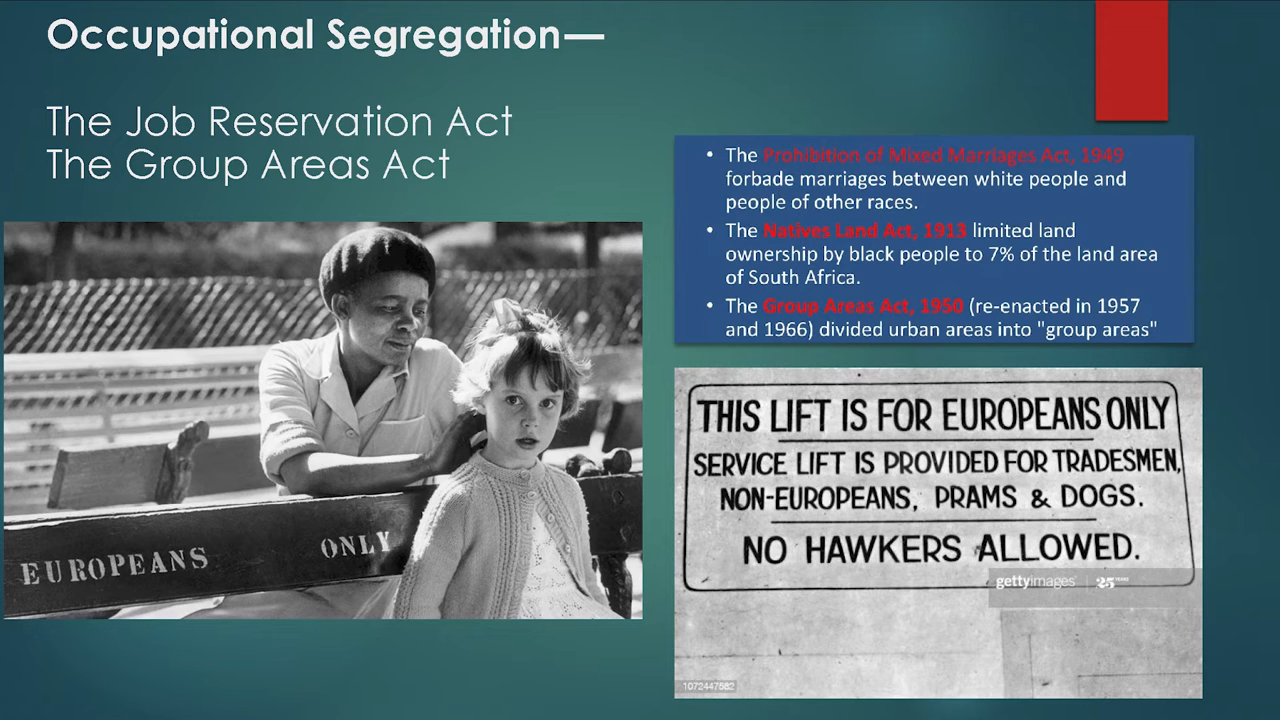 Occupational Segregation—
The Job Reservation Act
The Group Areas Act
• The Prohibition of Mixed Marriages Act, 1949
forbade marriages between white people and
people of other races.
• The Natives Land Act, 1913 limited land
ownership by black people to 7% of the land area
of South Africa.
• The Group Areas Act, 1950 (re-enacted in 1957
and 1966) divided urban areas into "group areas"
EUROPEANS ONLY
THIS LIFT IS FOR EUROPEANS ONLY
SERVICE LIFT IS PROVIDED FOR TRADESMEN,
NON-EUROPEANS, PRAMS & DOGS.
NO HAWKERS ALLOWED.
gettyimages 25 YEARS
1072447582